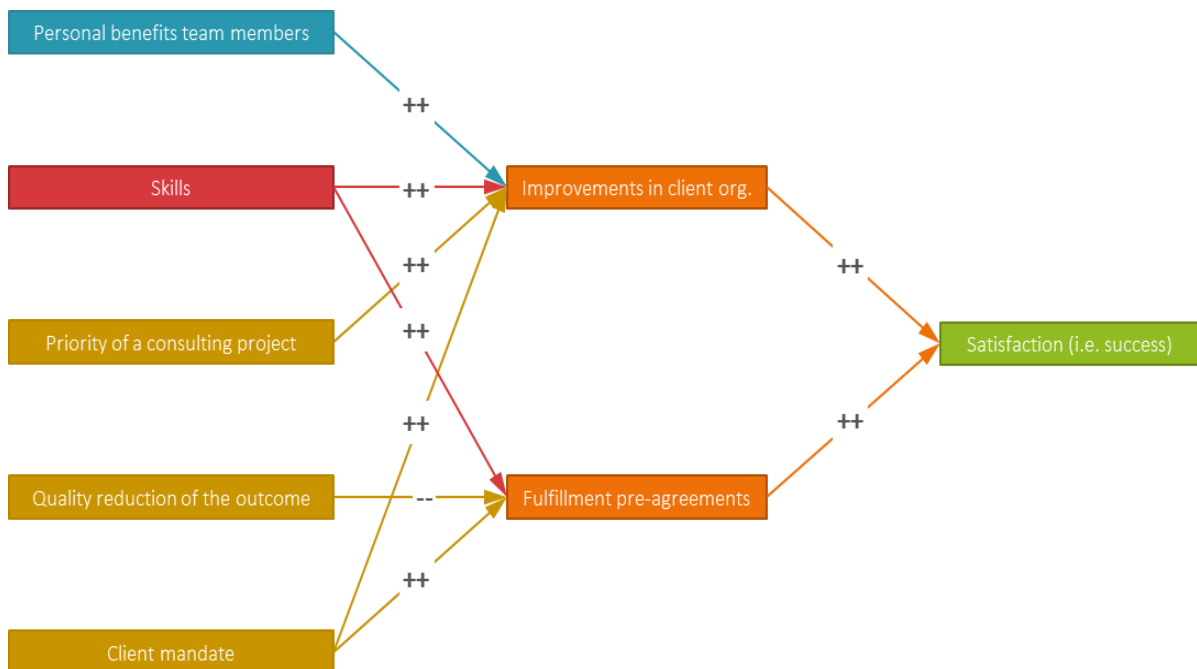 Personal benefits team members
++
Skills
++
Improvements in client org.
++
++
++
Priority of a consulting project
Satisfaction (i.e. success)
++
++
Quality reduction of the outcome
--
Fulfillment pre-agreements
++
Client mandate